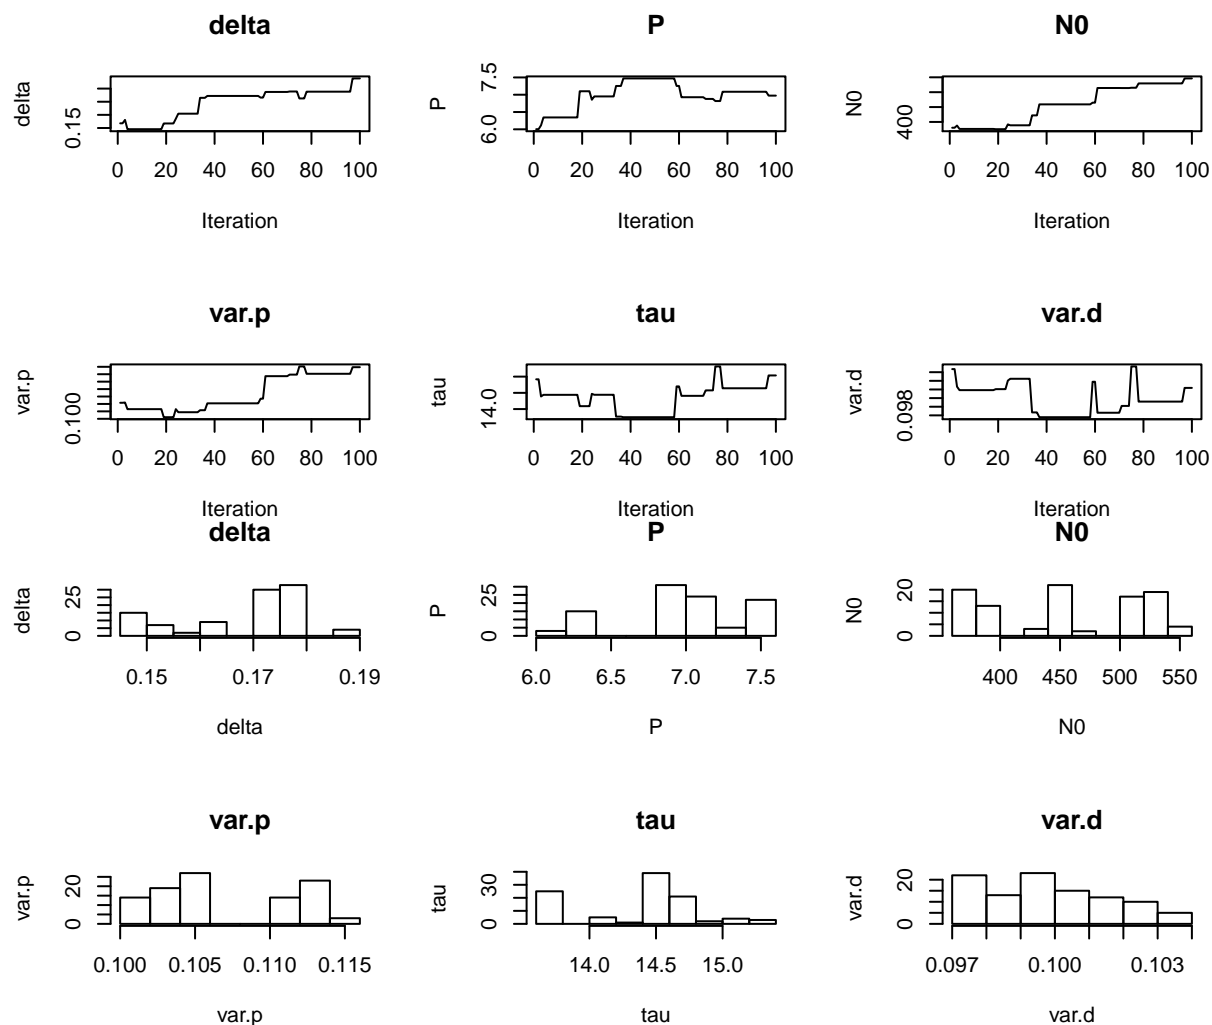 delta P N0
delta 0.15 P 6.0 7.5 N0 400
0 20 40 60 80 100 0 20 40 60 80 100 0 20 40 60 80 100
Iteration Iteration Iteration
var.p tau var.d
var.p 0.100 tau 14.0 var.d 0.098
0 20 40 60 80 100 0 20 40 60 80 100 0 20 40 60 80 100
Iteration Iteration Iteration
delta P N0
delta 0 25 P 0 25 N0 0 20
0.15 0.17 0.19 6.0 6.5 7.0 7.5 400 450 500 550
delta P N0
var.p tau var.d
var.p 0 20 tau 0 30 var.d 0 20
0.100 0.105 0.110 0.115 14.0 14.5 15.0 0.097 0.100 0.103
var.p tau var.d